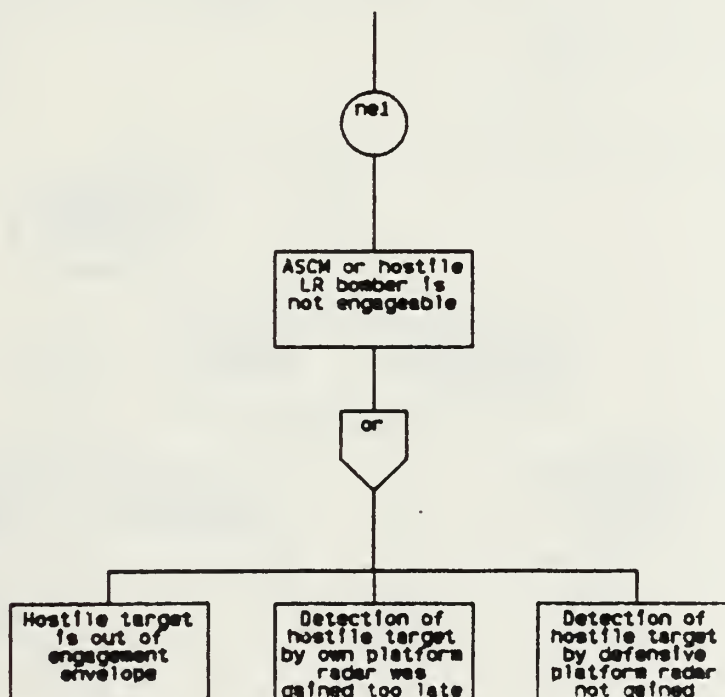 ne1
ASCM or hostile
LR bomber is
not engageable
or
Hostile target
is out of
engagement
envelope
Detection of
hostile target
by own platform
radar was
gained too late
Detection of
hostile target
by defensive
platform radar
not gained